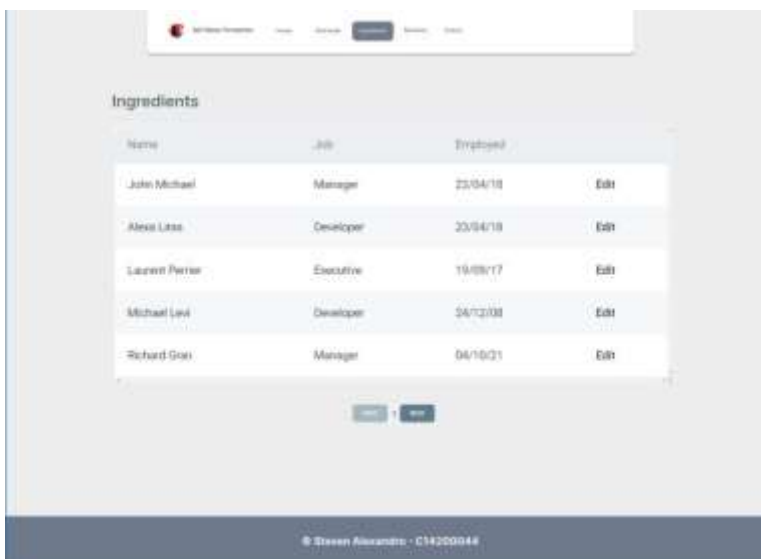 Ingredients
Name Job Employed
John Michael Manager 23/04/18 Edit
Alexa Liras Developer 23/04/18 Edit
Laurent Perrier Executive 19/09/17 Edit
Michael Levi Developer 24/12/08 Edit
Richard Gran Manager 04/10/21 Edit
© Steven Alexandro - C14200044